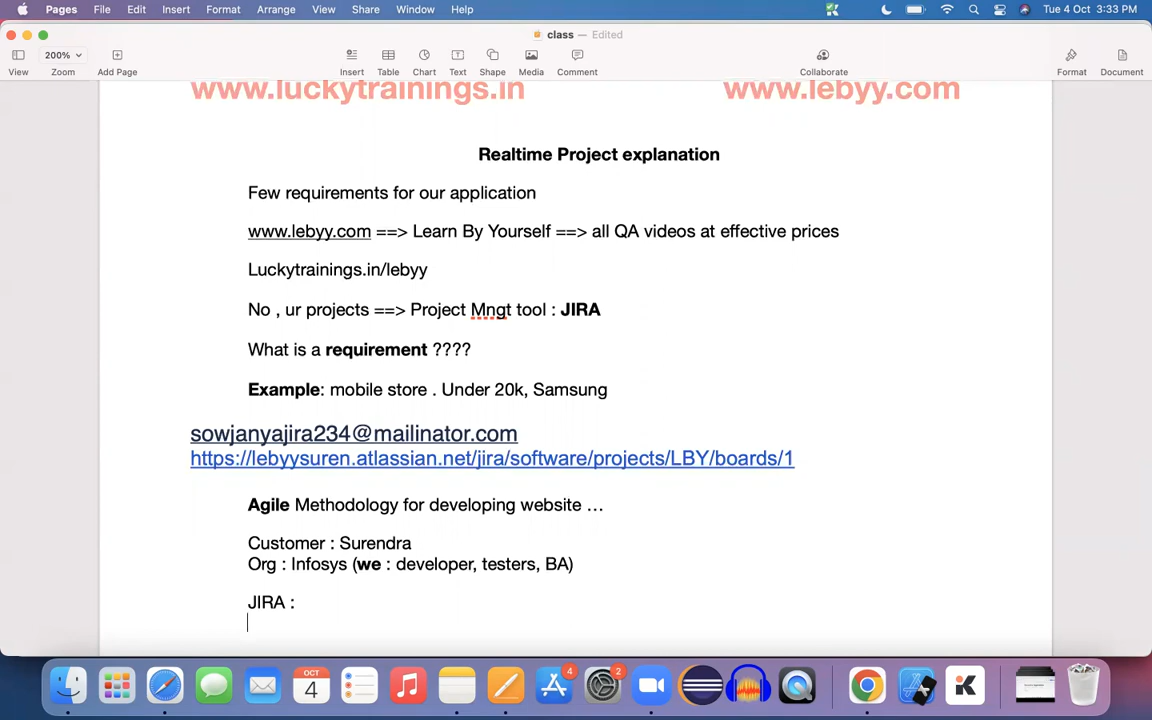 Pages File Edit Insert Format Arrange View Share Window Help Tue 4 Oct 3:33 PM
class — Edited
200%
View Zoom Add Page Insert Table Chart Text Shape Media Comment Collaborate Format Document
www.luckytrainings.in www.lebyy.com
Realtime Project explanation
Few requirements for our application
www.lebyy.com ==> Learn By Yourself ==> all QA videos at effective prices
Luckytrainings.in/lebyy
No , ur projects ==> Project Mngt tool : JIRA
What is a requirement ????
Example: mobile store . Under 20k, Samsung
sowjanyajira234@mailinator.com
https://lebyysuren.atlassian.net/jira/software/projects/LBY/boards/1
Agile Methodology for developing website …
Customer : Surendra
Org : Infosys (we : developer, testers, BA)
JIRA :
OCT
4
4
2